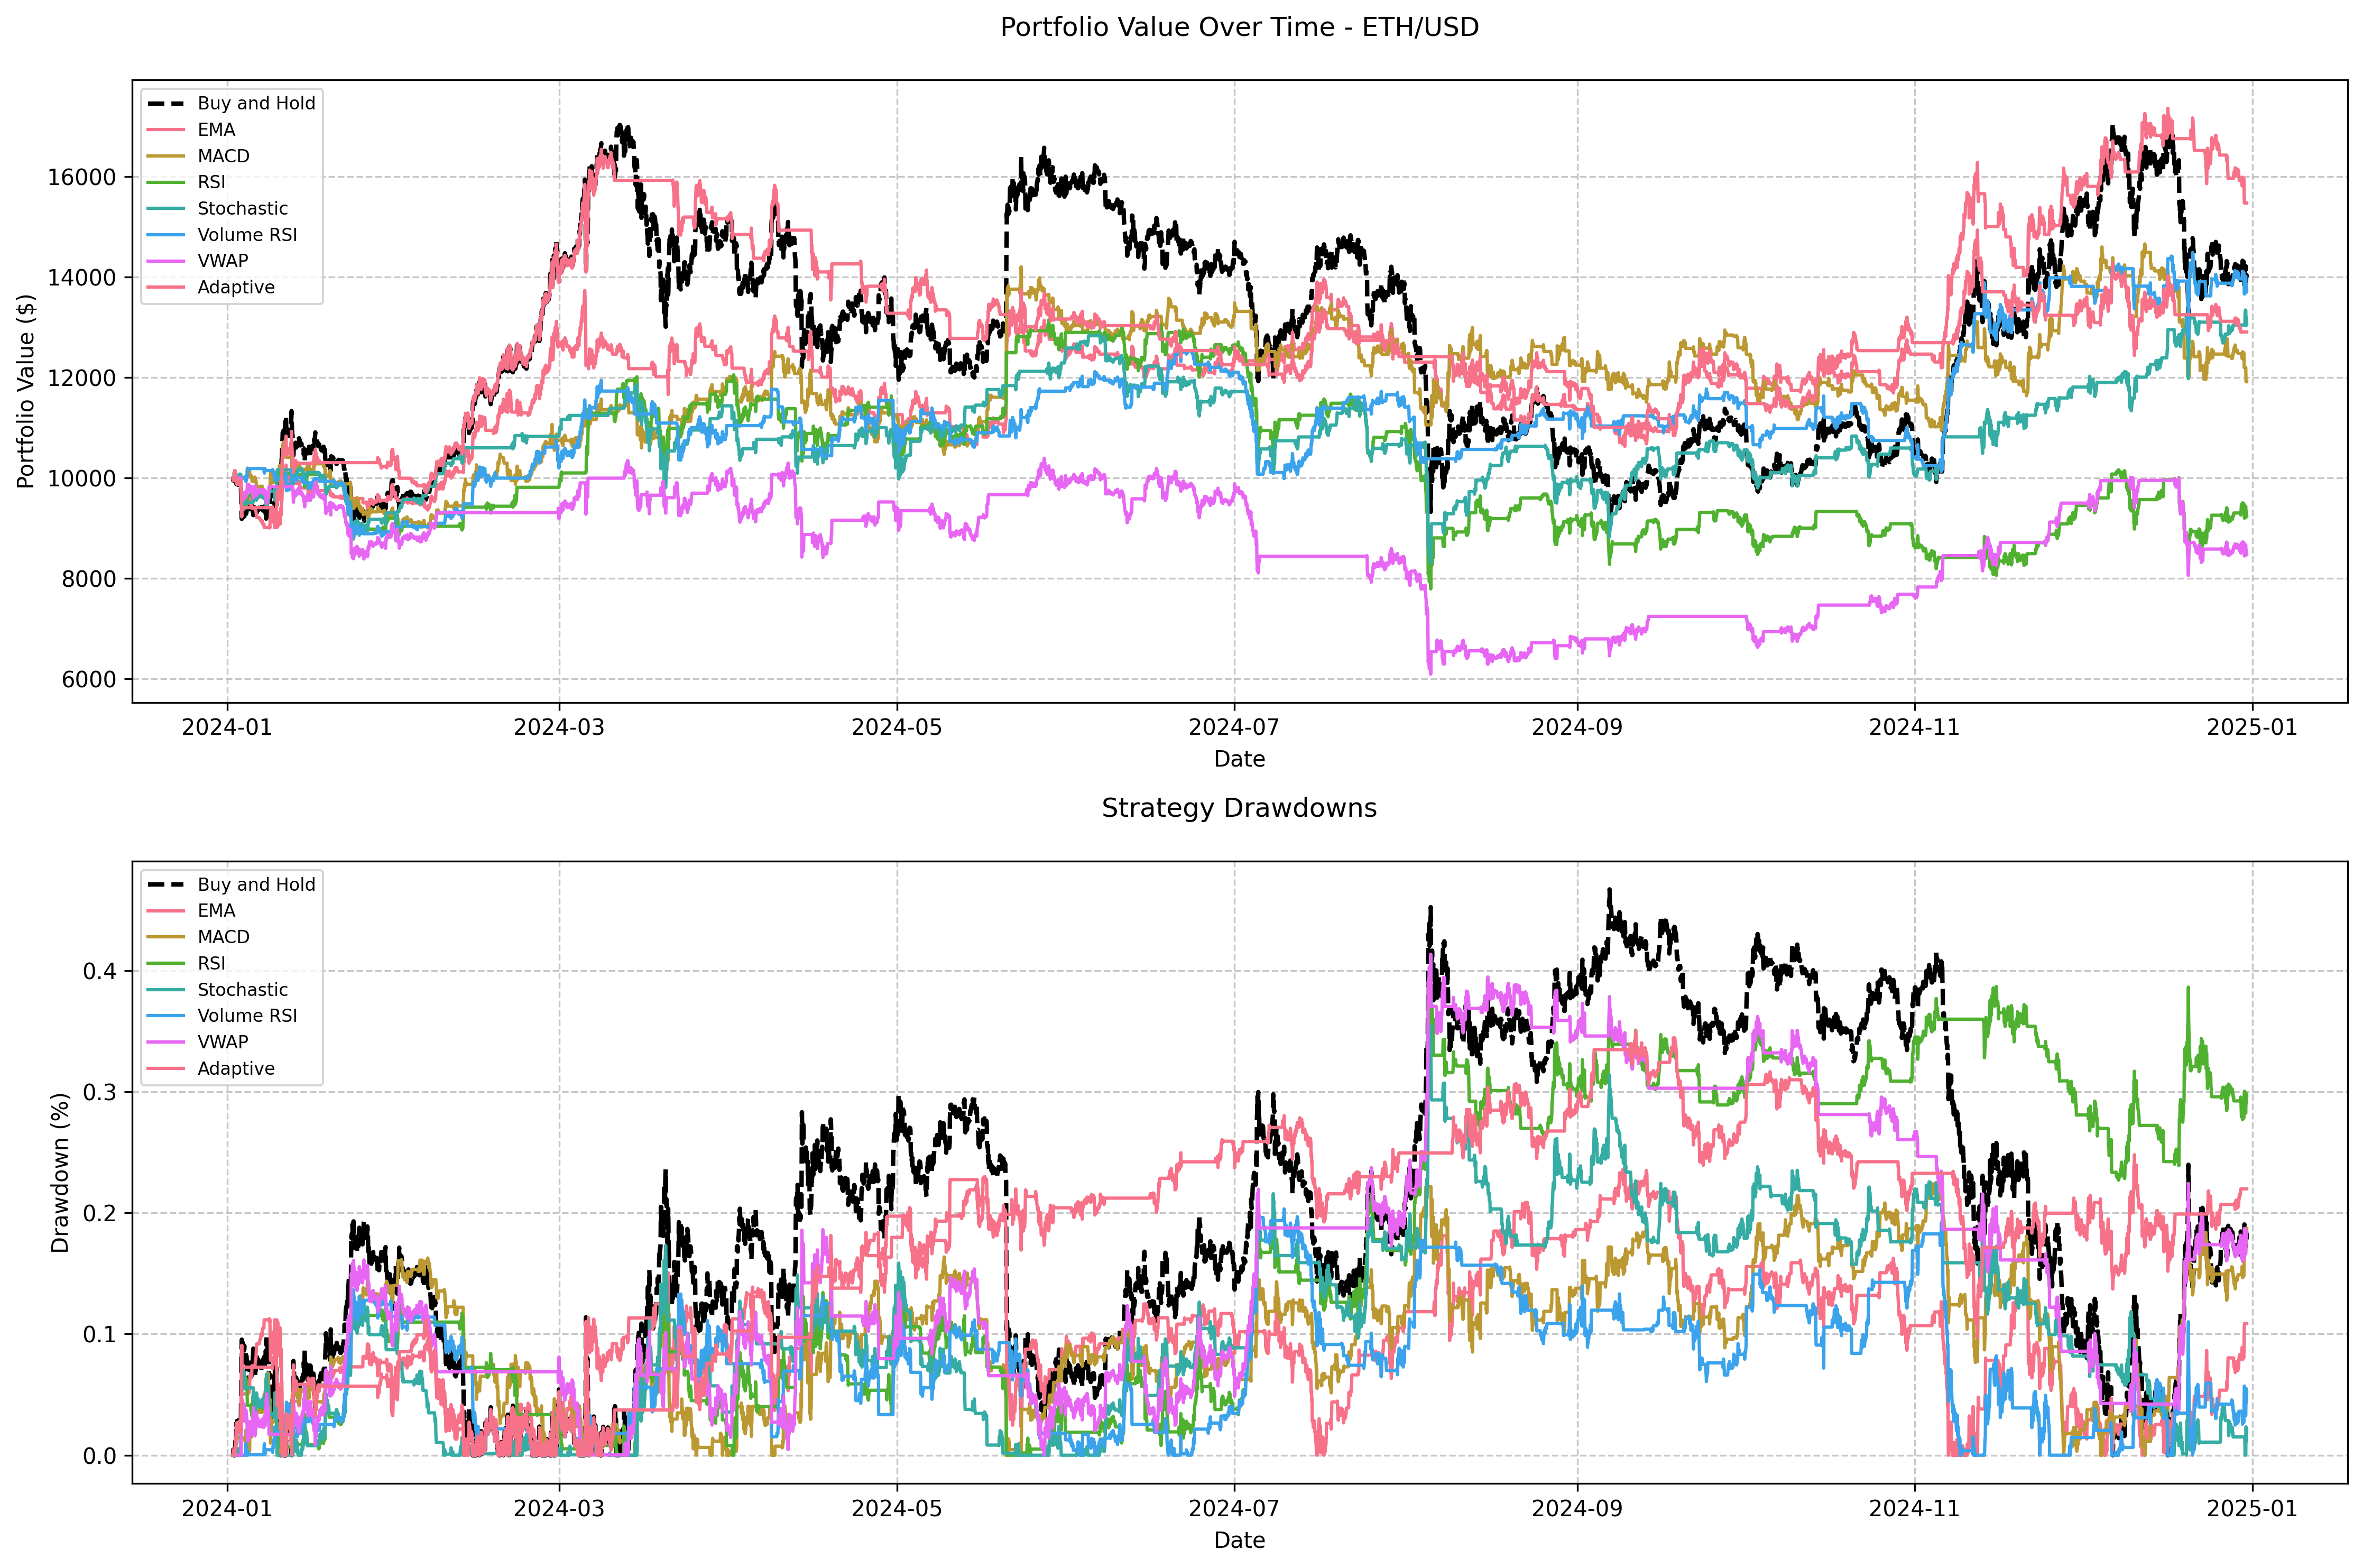 Portfolio Value Over Time - ETH/USD
Portfolio Value ($)
16000
14000
12000
10000
8000
6000
Buy and Hold
EMA
MACD
RSI
Stochastic
Volume RSI
VWAP
Adaptive
2024-01
2024-03
2024-05
2024-07
2024-09
2024-11
2025-01
Date
Strategy Drawdowns
Drawdown (%)
0.4
0.3
0.2
0.1
0.0
Buy and Hold
EMA
MACD
RSI
Stochastic
Volume RSI
VWAP
Adaptive
2024-01
2024-03
2024-05
2024-07
2024-09
2024-11
2025-01
Date